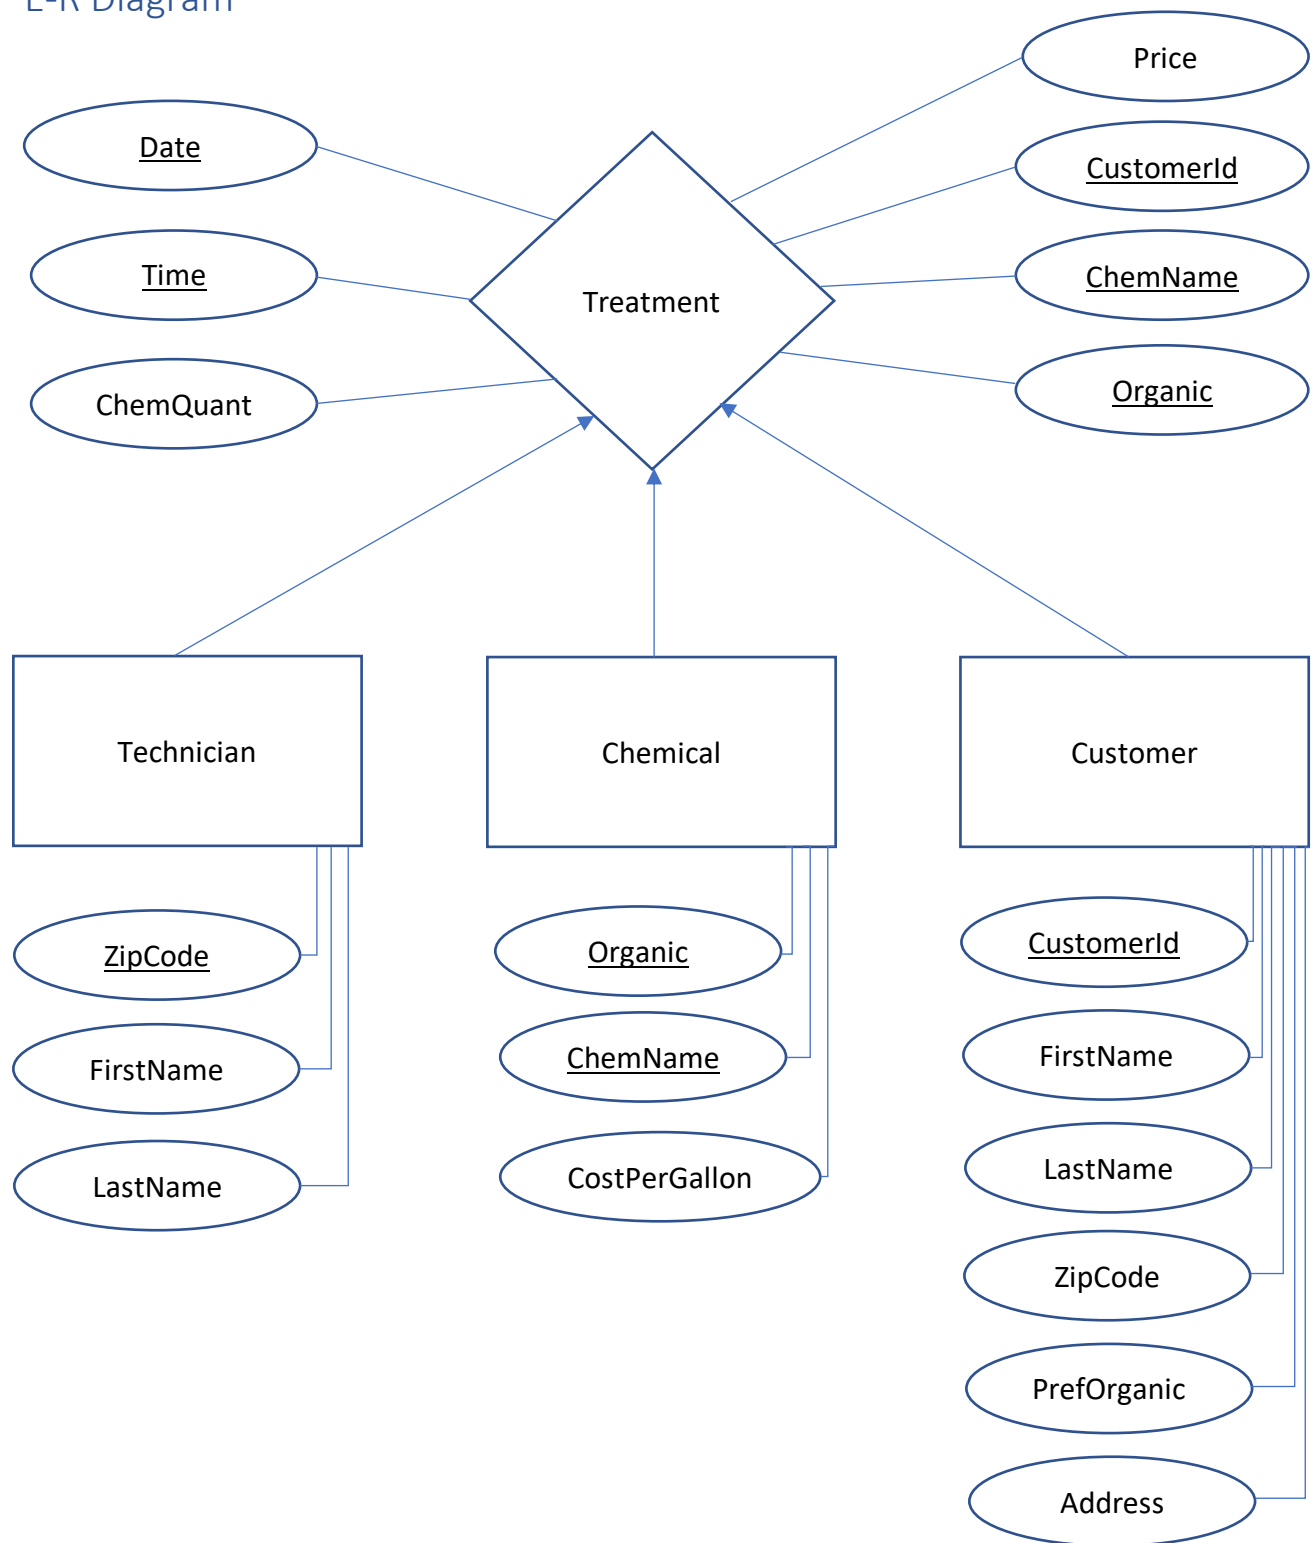 E-R Diagram
Price
Date
CustomerId
Time
ChemName
Treatment
ChemQuant
Organic
Technician
Chemical
Customer
ZipCode
FirstName
LastName
Organic
ChemName
CostPerGallon
CustomerId
FirstName
LastName
ZipCode
PrefOrganic
Address